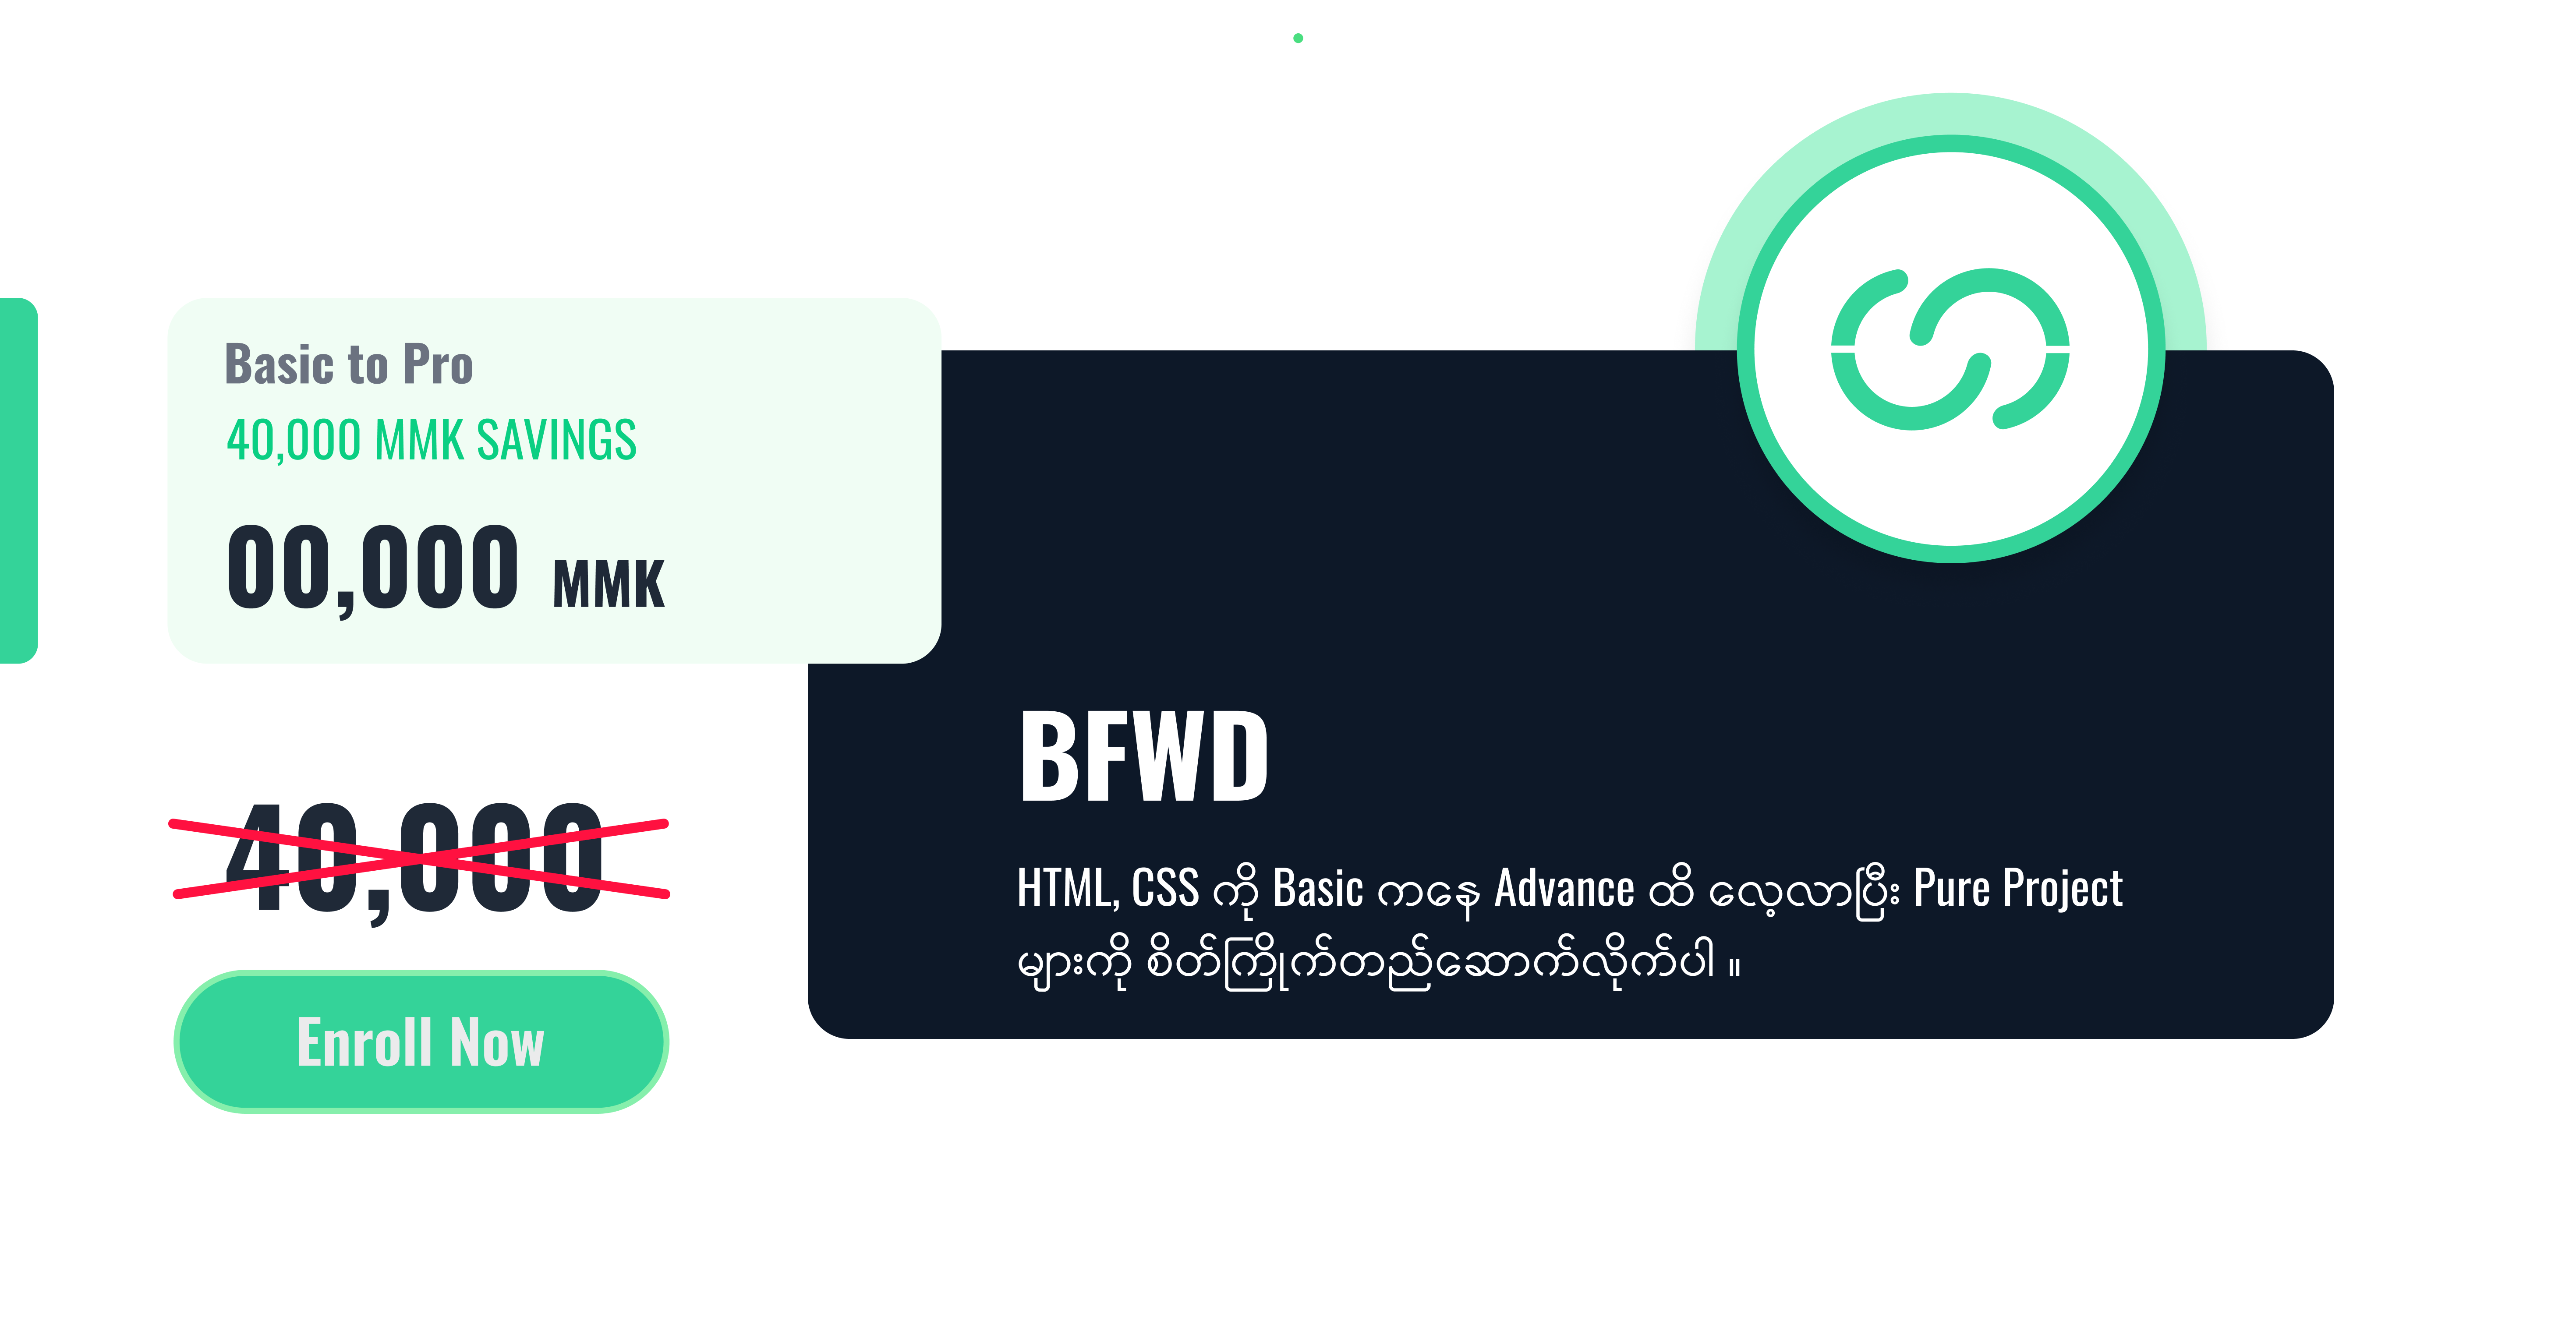 Basic to Pro
40,000 MMK SAVINGS
00,000 MMK
40,000
Enroll Now
BFWD
HTML, CSS ကို Basic ကနေ Advance ထိ လေ့လာပြီး Pure Project
များကို စိတ်ကြိုက်တည်ဆောက်လိုက်ပါ ။